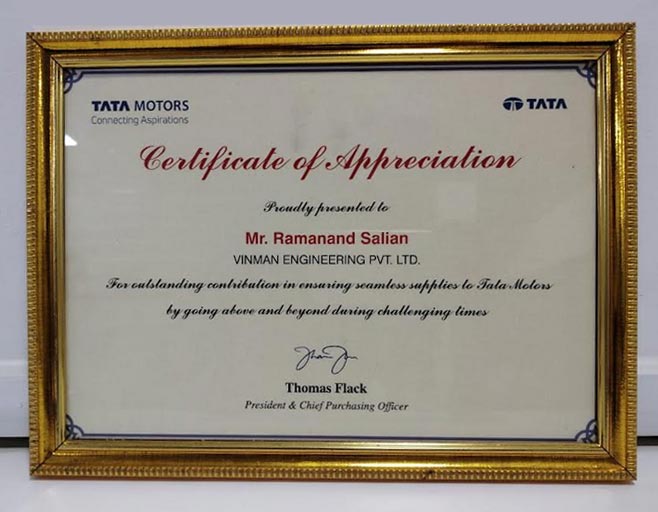 TATA MOTORS
Connecting Aspirations
TATA
Certificate of Appreciation
Proudly presented to
Mr. Ramanand Salian
VINMAN ENGINEERING PVT. LTD.
For outstanding contribution in ensuring seamless supplies to Tata Motors
by going above and beyond during challenging times
Thomas Flack
President & Chief Purchasing Officer